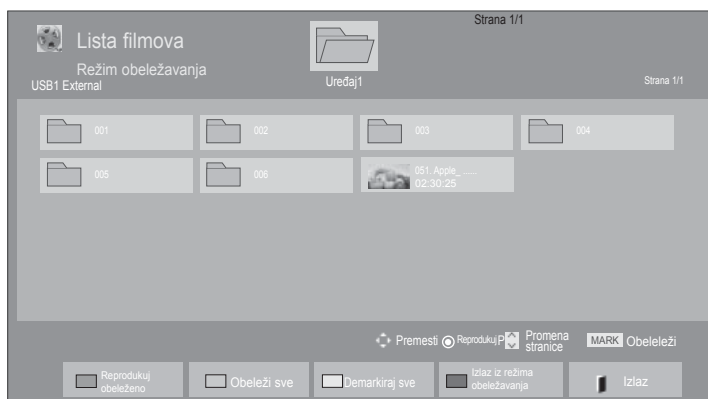 Strana 1/1
Lista filmova
Režim obeležavanja
USB1 External
Uređaj1
Strana 1/1
001
002
003
004
005
006
051. Apple_ ......
02:30:25
Premesti
Reprodukuj
P
Promena
stranice
MARK
Obeleleži
Reprodukuj
obeleženo
Obeleži sve
Demarkiraj sve
Izlaz iz režima
obeležavanja
Izlaz